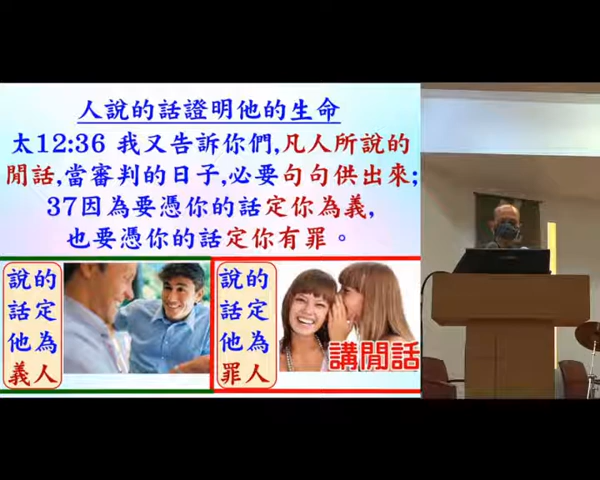 人說的話證明他的生命
太12:36 我又告訴你們,凡人所說的
閒話,當審判的日子,必要句句供出來;
37因為要憑你的話定你為義,
也要憑你的話定你有罪。
說的
話定
他為
義人
說的
話定
他為
罪人
講閒話